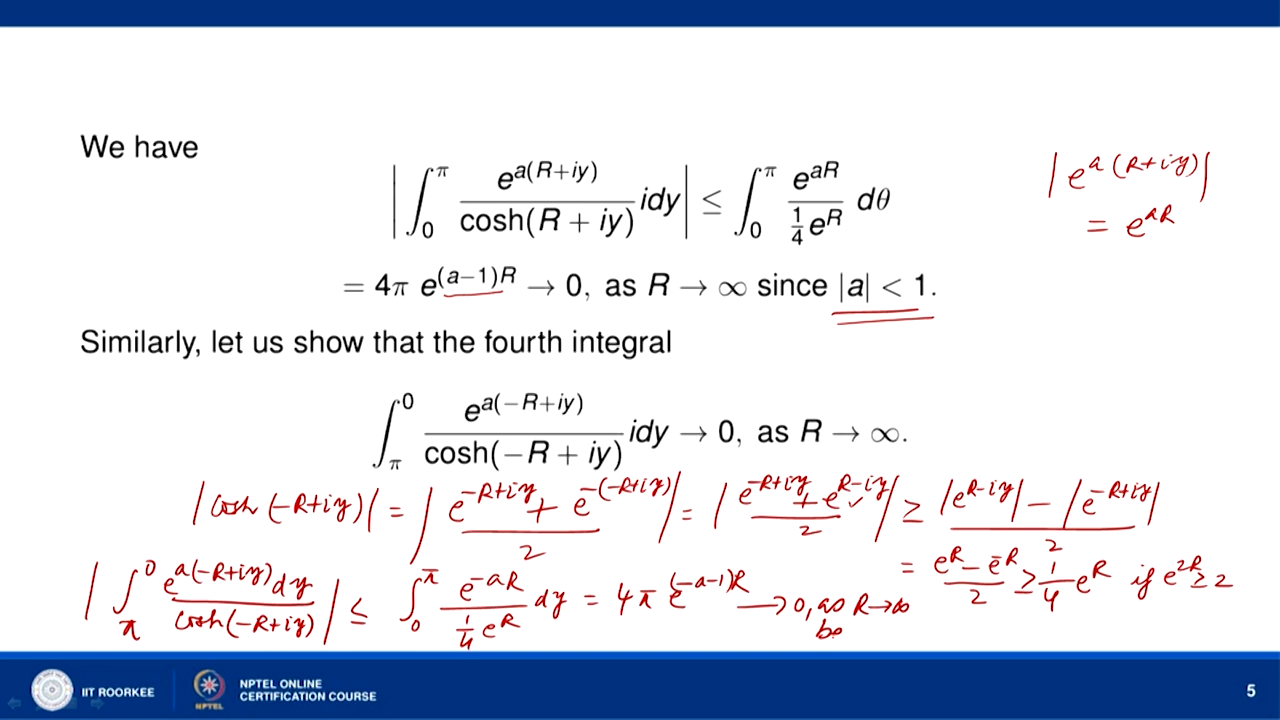 We have
| ∫_0^π e^{a(R+iy)} / cosh(R + iy) idy | ≤ ∫_0^π e^{aR} / (1/4 e^R) dθ
|e^{a(R+iy)}|
= e^{aR}
= 4π e^{(a−1)R} → 0, as R → ∞ since |a| < 1.
Similarly, let us show that the fourth integral
∫_π^0 e^{a(−R+iy)} / cosh(−R + iy) idy → 0, as R → ∞.
|cosh(-R+iy)| = | (e^{-R+iy} + e^{-(-R+iy)}) / 2 | = | (e^{-R+iy} + e^{R-iy}) / 2 | ≥ (|e^{R-iy}| - |e^{-R+iy}|) / 2
= (e^R - e^{-R}) / 2 ≥ 1/4 e^R if e^{2R} ≥ 2
| ∫_π^0 e^{a(-R+iy)} dy / cosh(-R+iy) | ≤ ∫_0^π e^{-aR} / (1/4 e^R) dy = 4π e^{(-a-1)R} → 0, as R→∞
be
IIT ROORKEE
NPTEL
NPTEL ONLINE
CERTIFICATION COURSE
5